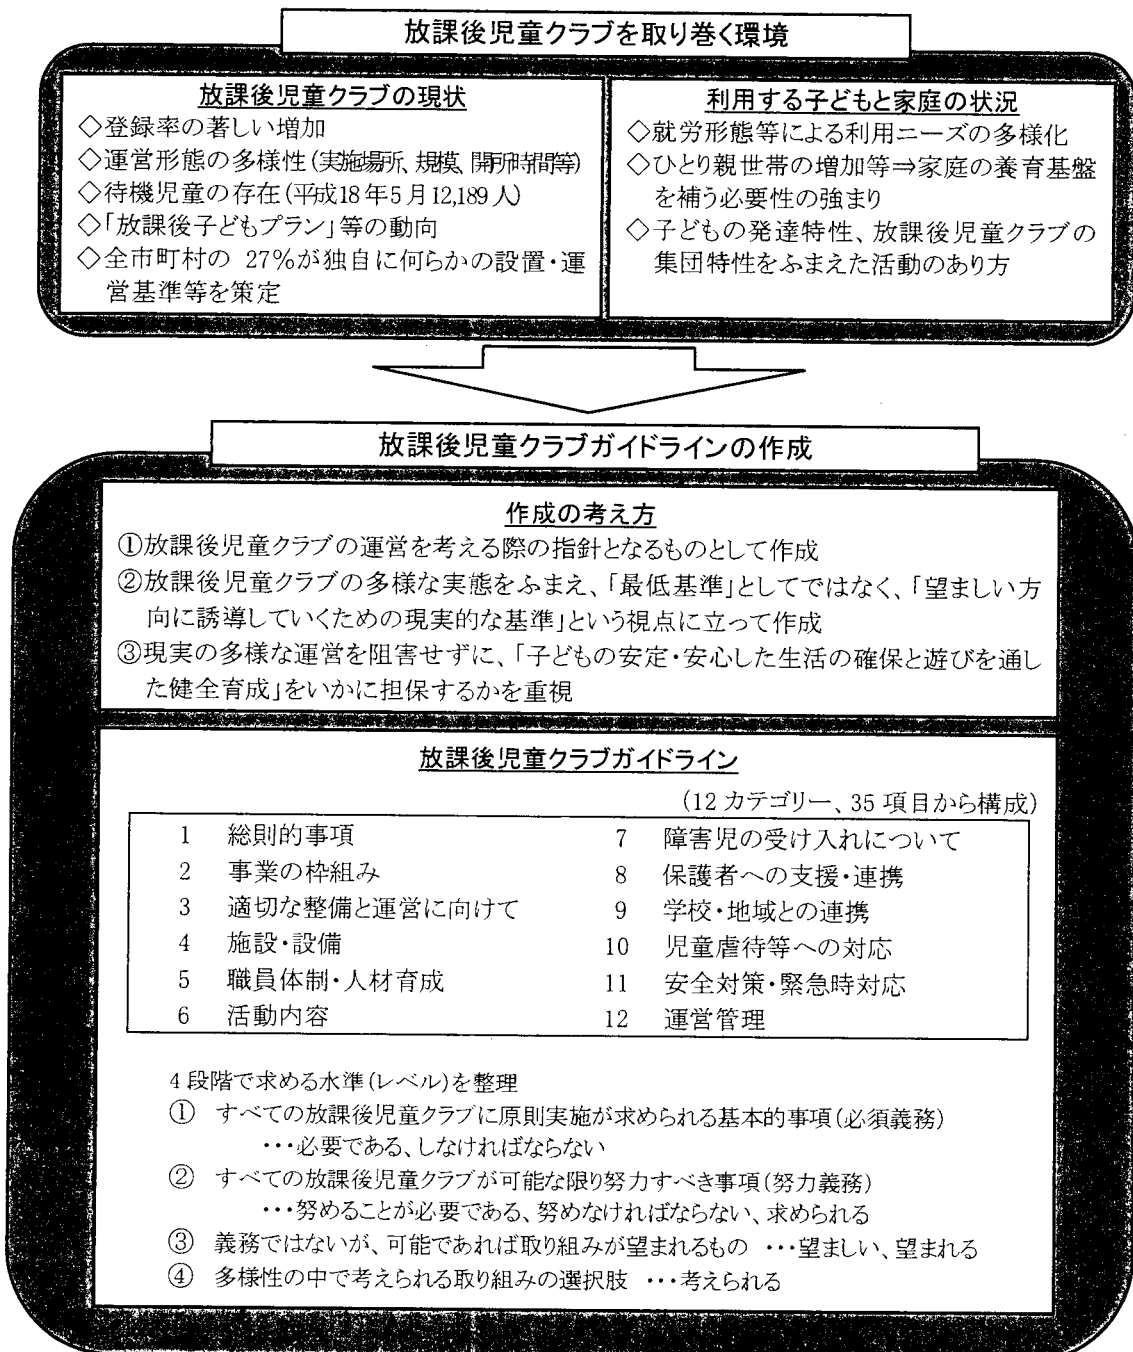 放課後児童クラブを取り巻く環境
放課後児童クラブの現状
◇登録率の著しい増加
◇運営形態の多様性(実施場所、規模、開所時間等)
◇待機児童の存在(平成18年5月12,189人)
◇「放課後子どもプラン」等の動向
◇全市町村の 27%が独自に何らかの設置・運
営基準等を策定
利用する子どもと家庭の状況
◇就労形態等による利用ニーズの多様化
◇ひとり親世帯の増加等⇒家庭の養育基盤
を補う必要性の強まり
◇子どもの発達特性、放課後児童クラブの
集団特性をふまえた活動のあり方
放課後児童クラブガイドラインの作成
作成の考え方
①放課後児童クラブの運営を考える際の指針となるものとして作成
②放課後児童クラブの多様な実態をふまえ、「最低基準」としてではなく、「望ましい方
向に誘導していくための現実的な基準」という視点に立って作成
③現実の多様な運営を阻害せずに、「子どもの安定・安心した生活の確保と遊びを通し
た健全育成」をいかに担保するかを重視
放課後児童クラブガイドライン
(12 カテゴリー、35 項目から構成)
1 総則的事項
2 事業の枠組み
3 適切な整備と運営に向けて
4 施設・設備
5 職員体制・人材育成
6 活動内容
7 障害児の受け入れについて
8 保護者への支援・連携
9 学校・地域との連携
10 児童虐待等への対応
11 安全対策・緊急時対応
12 運営管理
4 段階で求める水準(レベル)を整理
① すべての放課後児童クラブに原則実施が求められる基本的事項(必須義務)
・・・必要である、しなければならない
② すべての放課後児童クラブが可能な限り努力すべき事項(努力義務)
・・・努めることが必要である、努めなければならない、求められる
③ 義務ではないが、可能であれば取り組みが望まれるもの ・・・望ましい、望まれる
④ 多様性の中で考えられる取り組みの選択肢 ・・・考えられる